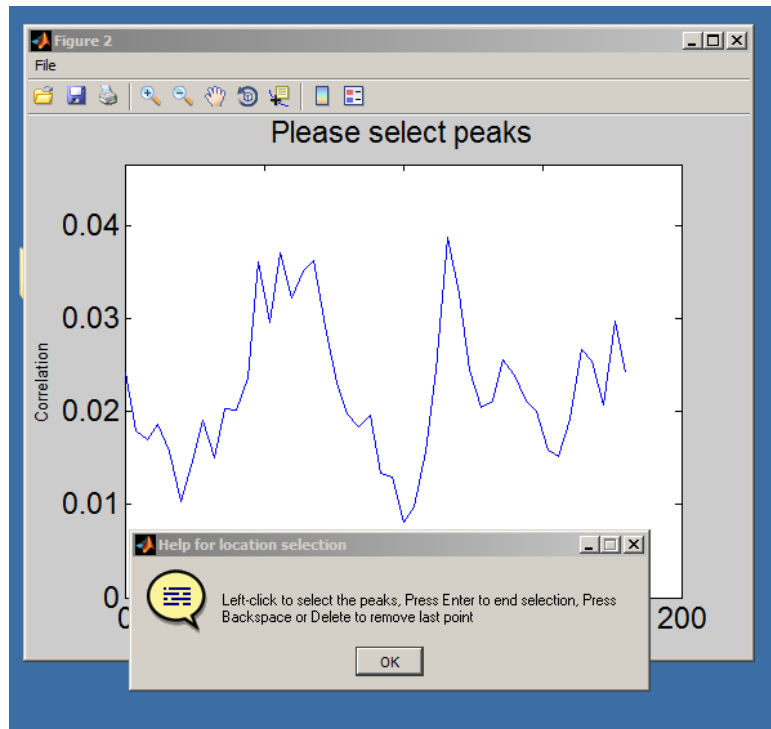 Figure 2
File
Please select peaks
0.04
0.03
Correlation
0.02
0.01
Help for location selection
Left-click to select the peaks, Press Enter to end selection, Press
Backspace or Delete to remove last point
OK
0
0
200